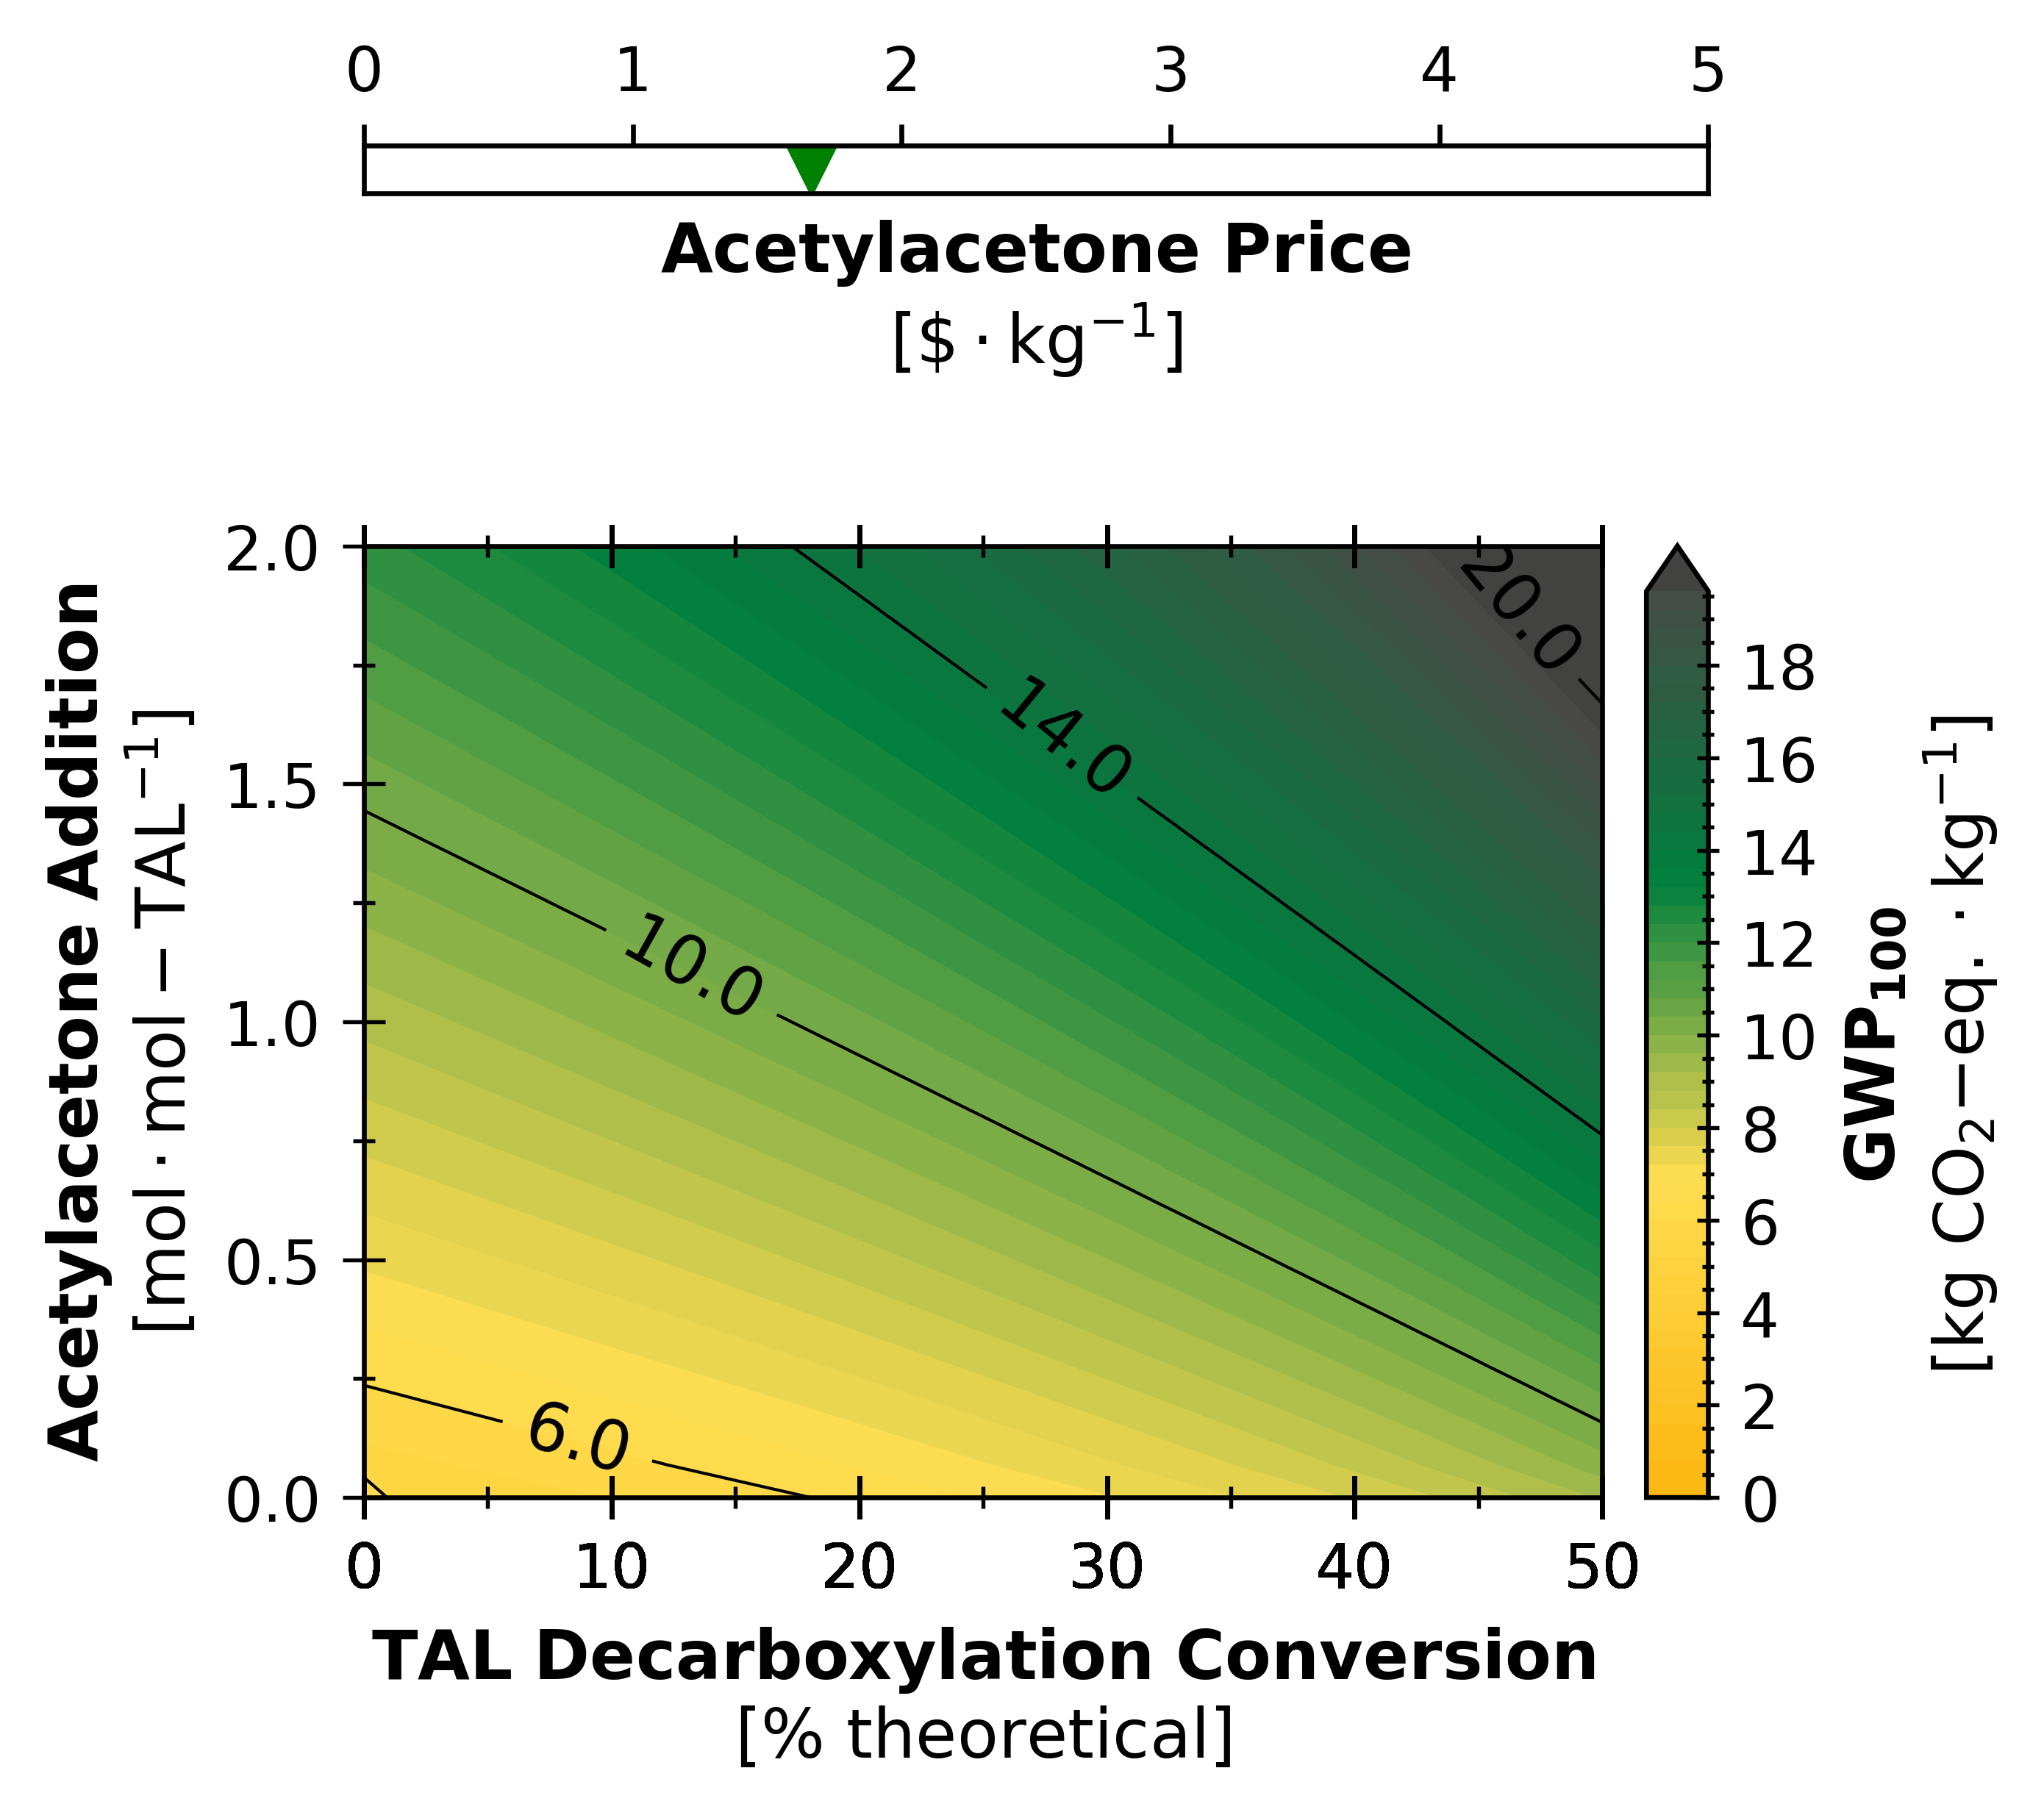 0 1 2 3 4 5
Acetylacetone Price
[$ · kg⁻¹]
Acetylacetone Addition
[mol · mol − TAL⁻¹]
2.0
1.5
1.0
0.5
0.0
20.0
14.0
10.0
6.0
0 10 20 30 40 50
TAL Decarboxylation Conversion
[% theoretical]
18
16
14
12
10
8
6
4
2
0
GWP₁₀₀
[kg CO₂−eq. · kg⁻¹]